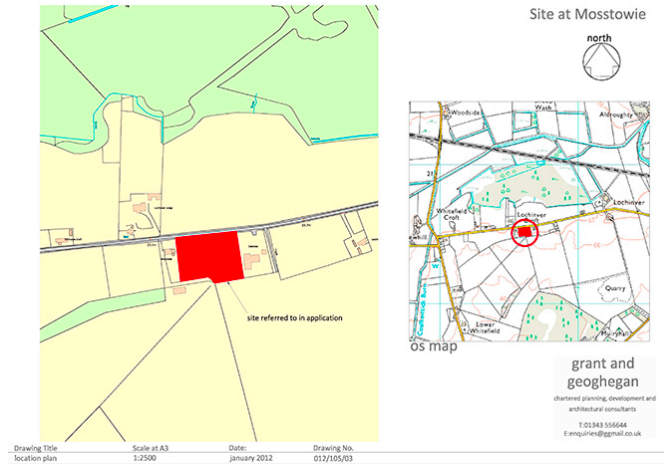 Site at Mosstowie
north
site referred to in application
Woodside
Wash
Aldroughty
Lochinver
Whitefield
Croft
Lochinver
W
Quarry
Lower
Whitefield
os map
grant and
geoghegan
chartered planning, development and
architectural consultants
T:01343 556644
E:enquiries@ggmail.co.uk
Drawing Title
Scale at A3
Date:
Drawing No.
location plan
1:2500
january 2012
012/105/03